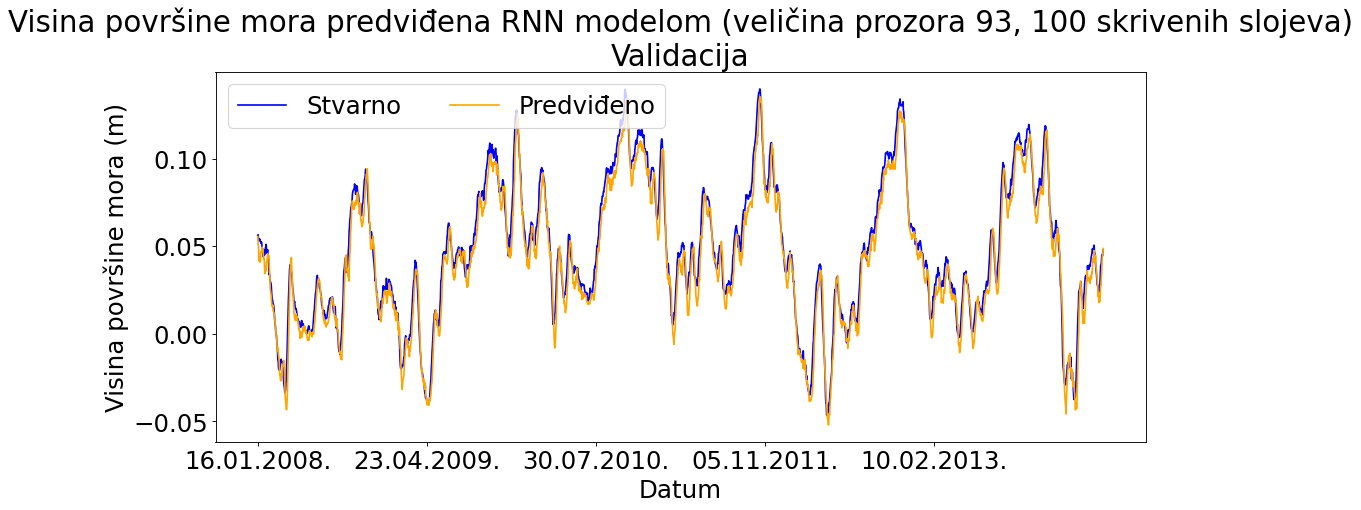 Visina površine mora predviđena RNN modelom (veličina prozora 93, 100 skrivenih slojeva)
Validacija
Stvarno
Predviđeno
Visina površine mora (m)
0.10
0.05
0.00
−0.05
16.01.2008.
23.04.2009.
30.07.2010.
05.11.2011.
10.02.2013.
Datum